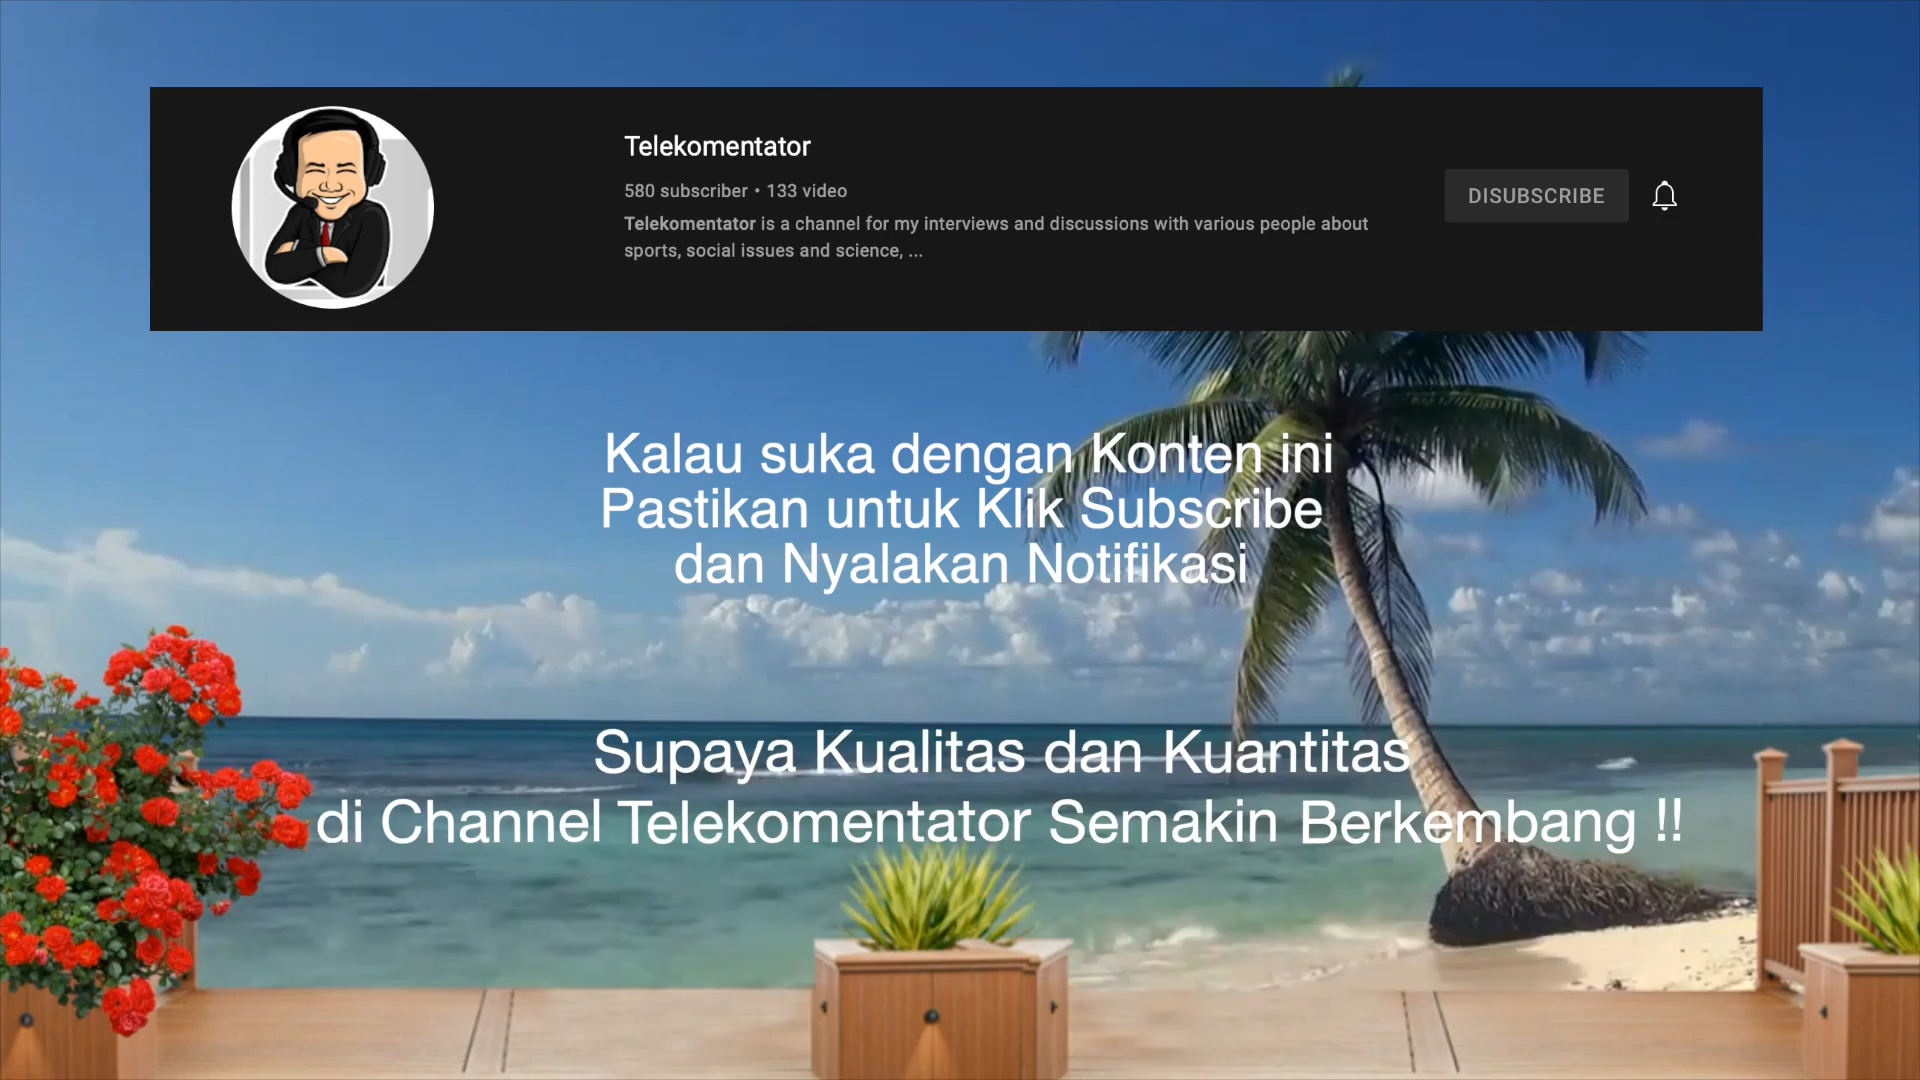 Telekomentator
580 subscriber • 133 video
Telekomentator is a channel for my interviews and discussions with various people about
sports, social issues and science, ...
DISUBSCRIBE
Kalau suka dengan Konten ini
Pastikan untuk Klik Subscribe
dan Nyalakan Notifikasi
Supaya Kualitas dan Kuantitas
di Channel Telekomentator Semakin Berkembang !!